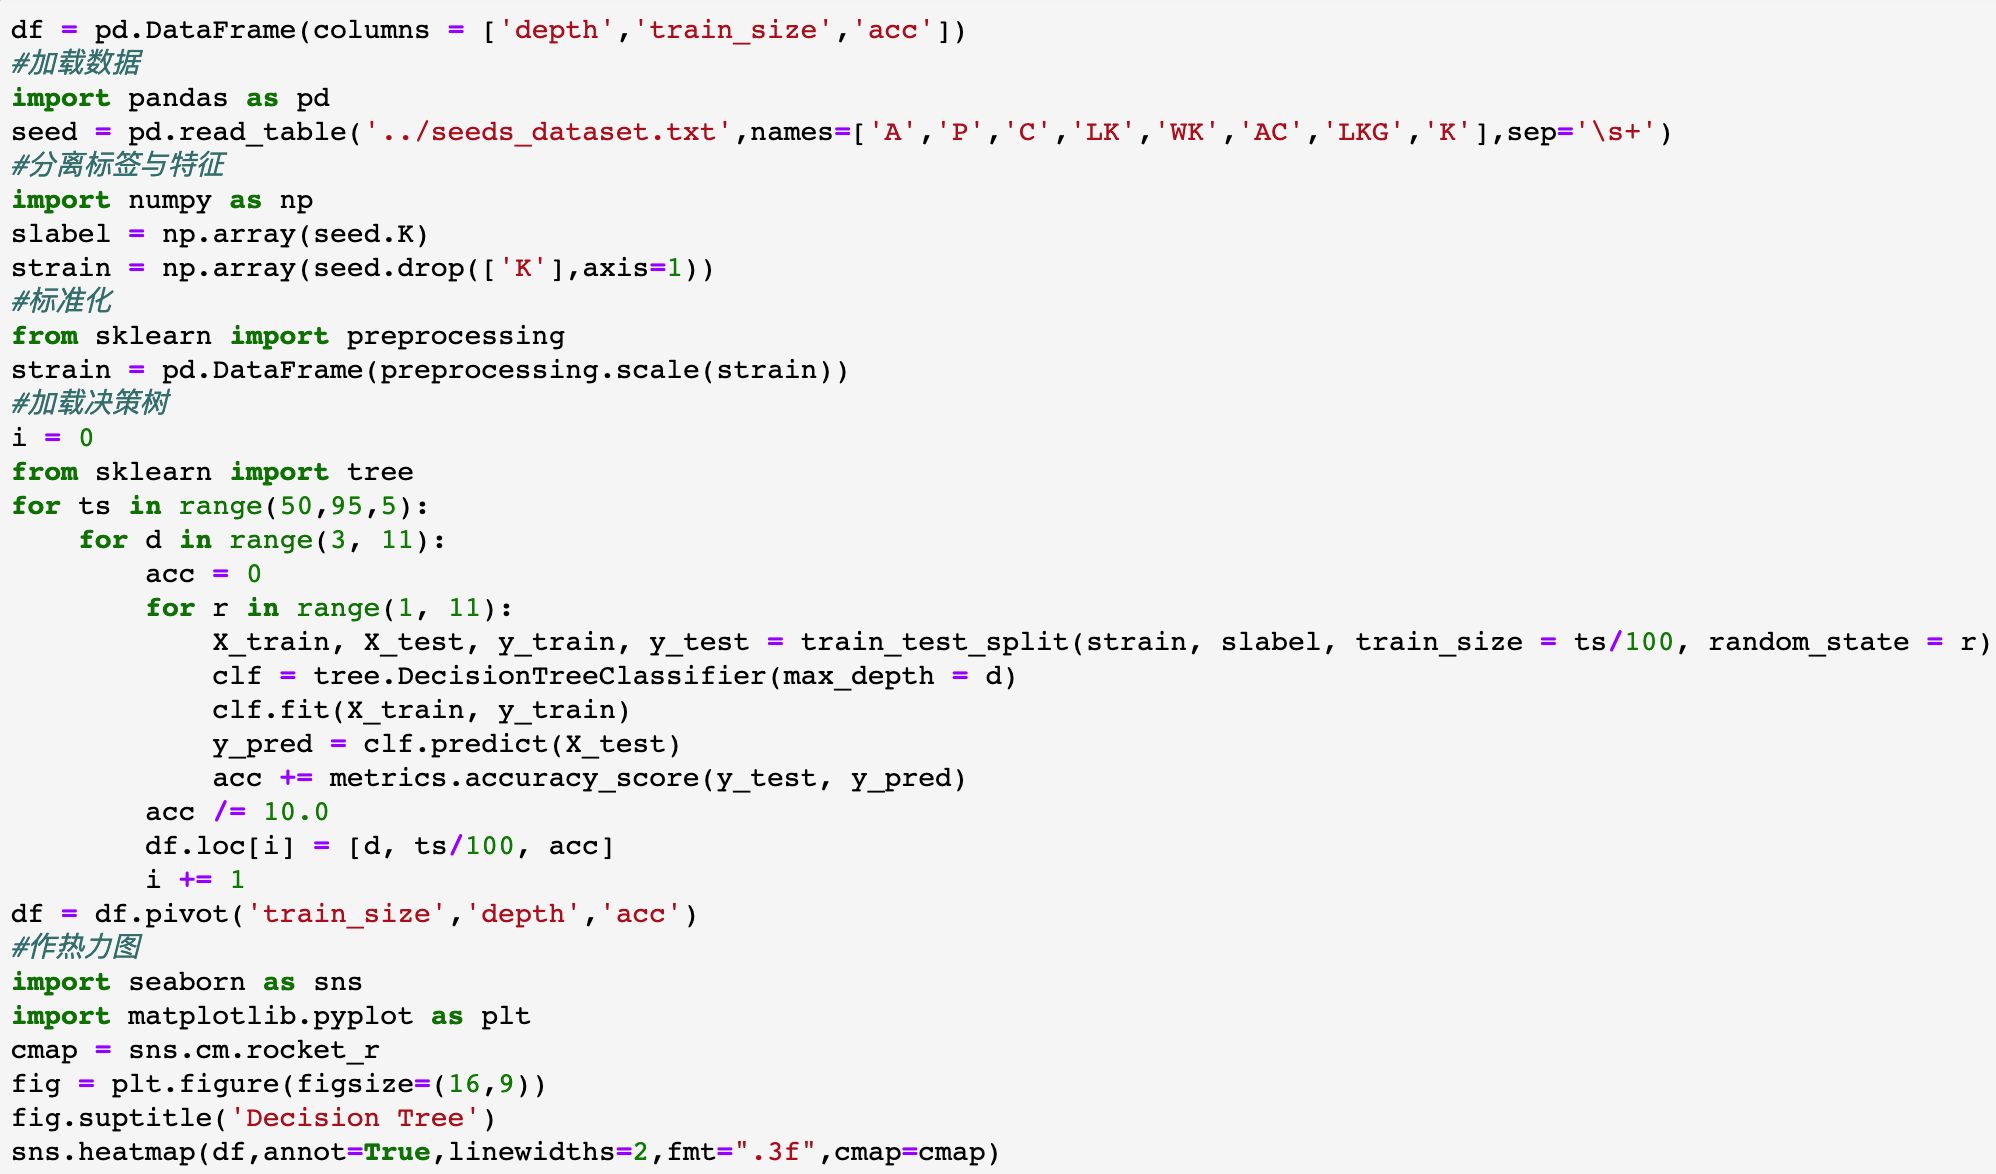 df = pd.DataFrame(columns = ['depth','train_size','acc'])
#加载数据
import pandas as pd
seed = pd.read_table('../seeds_dataset.txt',names=['A','P','C','LK','WK','AC','LKG','K'],sep='\s+')
#分离标签与特征
import numpy as np
slabel = np.array(seed.K)
strain = np.array(seed.drop(['K'],axis=1))
#标准化
from sklearn import preprocessing
strain = pd.DataFrame(preprocessing.scale(strain))
#加载决策树
i = 0
from sklearn import tree
for ts in range(50,95,5):
    for d in range(3, 11):
        acc = 0
        for r in range(1, 11):
            X_train, X_test, y_train, y_test = train_test_split(strain, slabel, train_size = ts/100, random_state = r)
            clf = tree.DecisionTreeClassifier(max_depth = d)
            clf.fit(X_train, y_train)
            y_pred = clf.predict(X_test)
            acc += metrics.accuracy_score(y_test, y_pred)
        acc /= 10.0
        df.loc[i] = [d, ts/100, acc]
        i += 1
df = df.pivot('train_size','depth','acc')
#作热力图
import seaborn as sns
import matplotlib.pyplot as plt
cmap = sns.cm.rocket_r
fig = plt.figure(figsize=(16,9))
fig.suptitle('Decision Tree')
sns.heatmap(df,annot=True,linewidths=2,fmt=".3f",cmap=cmap)